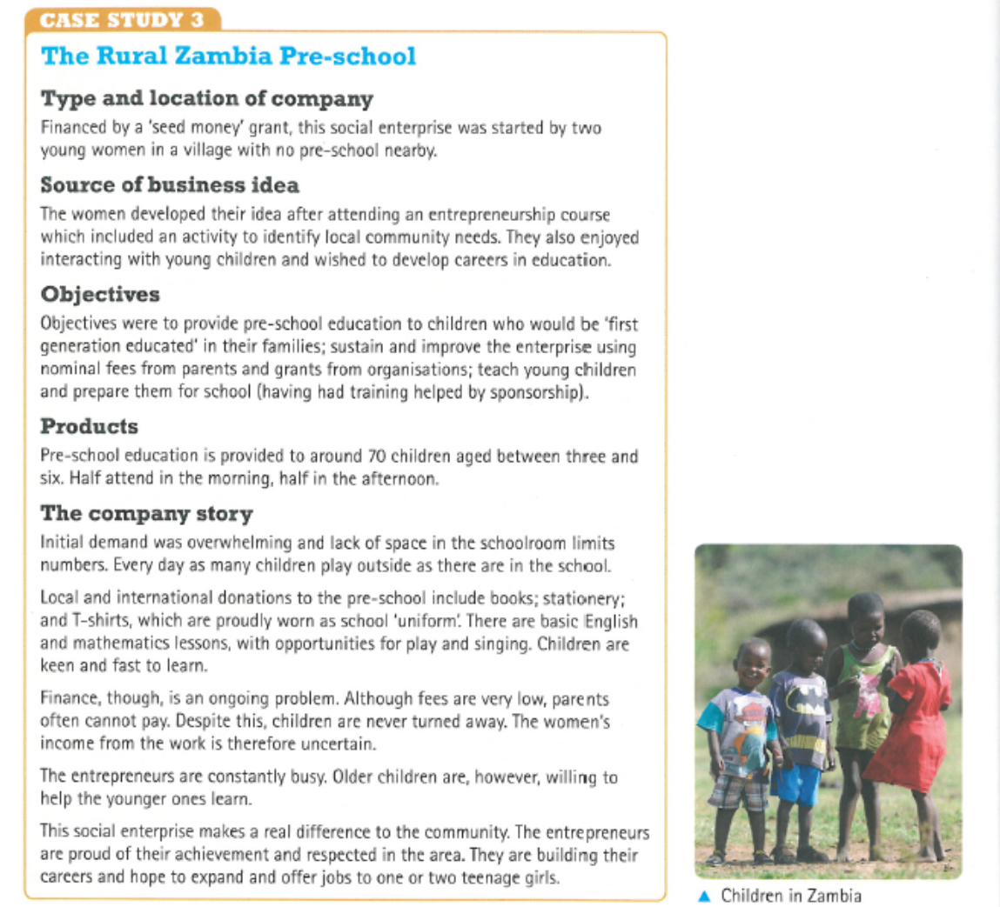 CASE STUDY 3
The Rural Zambia Pre-school
Type and location of company
Financed by a 'seed money' grant, this social enterprise was started by two
young women in a village with no pre-school nearby.
Source of business idea
The women developed their idea after attending an entrepreneurship course
which included an activity to identify local community needs. They also enjoyed
interacting with young children and wished to develop careers in education.
Objectives
Objectives were to provide pre-school education to children who would be 'first
generation educated' in their families; sustain and improve the enterprise using
nominal fees from parents and grants from organisations; teach young children
and prepare them for school (having had training helped by sponsorship).
Products
Pre-school education is provided to around 70 children aged between three and
six. Half attend in the morning, half in the afternoon.
The company story
Initial demand was overwhelming and lack of space in the schoolroom limits
numbers. Every day as many children play outside as there are in the school.
Local and international donations to the pre-school include books; stationery;
and T-shirts, which are proudly worn as school 'uniform'. There are basic English
and mathematics lessons, with opportunities for play and singing. Children are
keen and fast to learn.
Finance, though, is an ongoing problem. Although fees are very low, parents
often cannot pay. Despite this, children are never turned away. The women's
income from the work is therefore uncertain.
The entrepreneurs are constantly busy. Older children are, however, willing to
help the younger ones learn.
This social enterprise makes a real difference to the community. The entrepreneurs
are proud of their achievement and respected in the area. They are building their
careers and hope to expand and offer jobs to one or two teenage girls.
▲ Children in Zambia